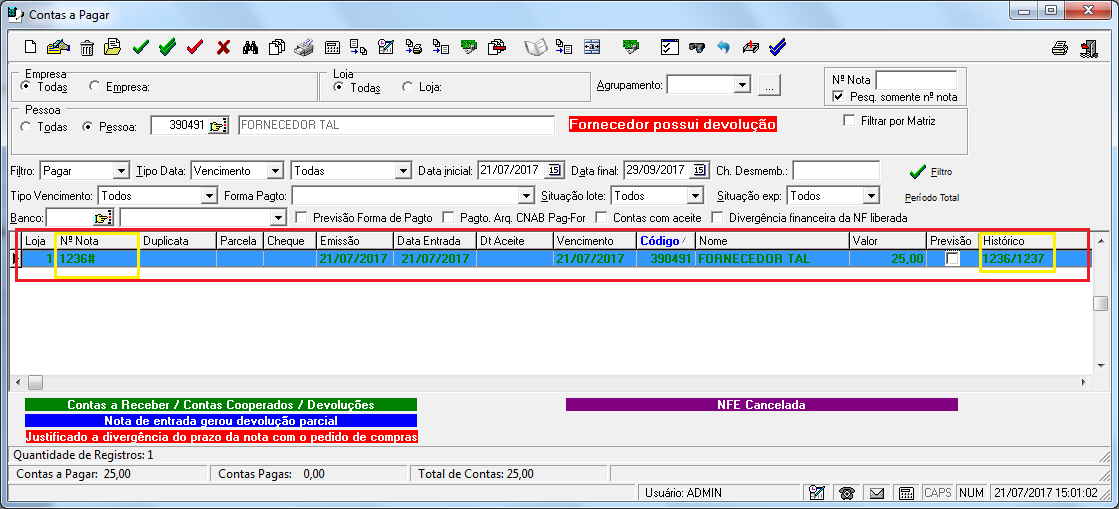 Contas a Pagar
Empresa
Todas Empresa:
Loja
Todas Loja:
Agrupamento: ...
Nº Nota
Pesq. somente nº nota
Pessoa
Todas Pessoa: 390491 FORNECEDOR TAL
Fornecedor possui devolução
Filtrar por Matriz
Filtro: Pagar Tipo Data: Vencimento Todas Data inicial: 21/07/2017 15 Data final: 29/09/2017 15 Ch. Desmemb.: Filtro
Tipo Vencimento: Todos Forma Pagto: Situação lote: Todos Situação exp: Todos Período Total
Banco: Previsão Forma de Pagto Pagto. Arq. CNAB Pag-For Contas com aceite Divergência financeira da NF liberada
Loja Nº Nota Duplicata Parcela Cheque Emissão Data Entrada Dt Aceite Vencimento Código Nome Valor Previsão Histórico
1 1236# 21/07/2017 21/07/2017 21/07/2017 390491 FORNECEDOR TAL 25,00 1236/1237
Contas a Receber / Contas Cooperados / Devoluções
NFE Cancelada
Nota de entrada gerou devolução parcial
Justificado a divergência do prazo da nota com o pedido de compras
Quantidade de Registros: 1
Contas a Pagar: 25,00 Contas Pagas: 0,00 Total de Contas: 25,00
Usuário: ADMIN CAPS NUM 21/07/2017 15:01:02